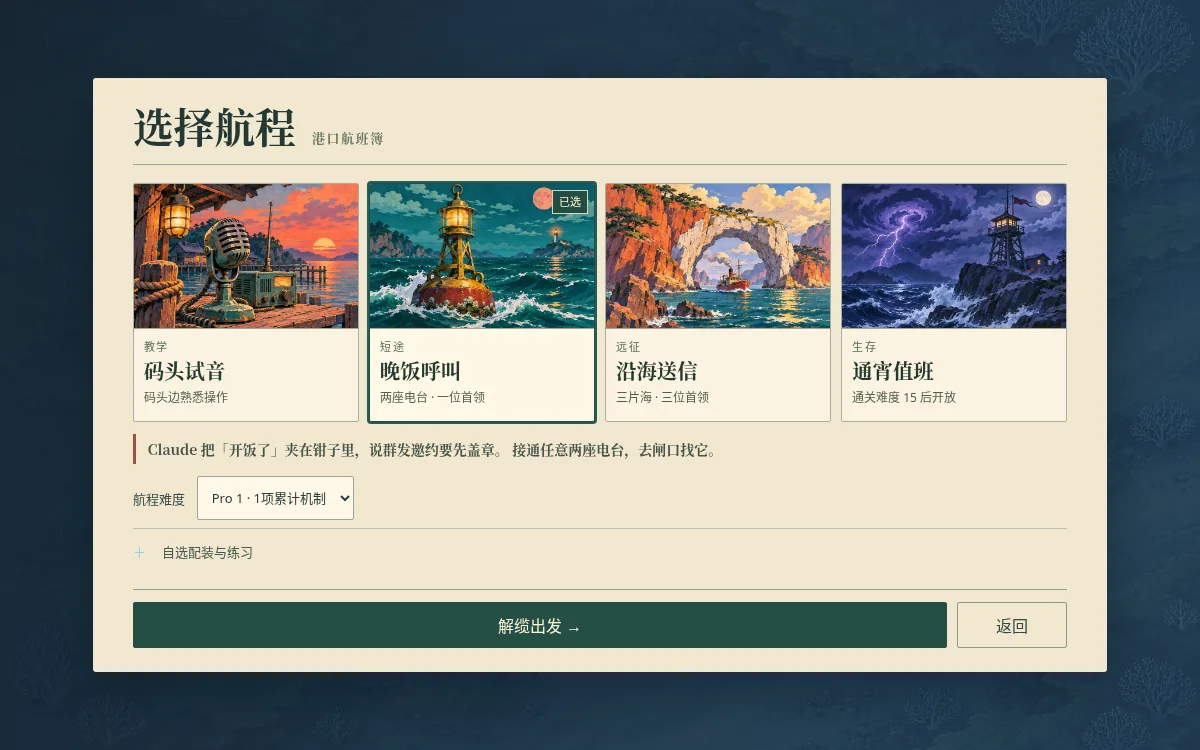 选择航程 港口航班簿
已选
教学
码头试音
码头边熟悉操作
短途
晚饭呼叫
两座电台 · 一位首领
远征
沿海送信
三片海 · 三位首领
生存
通宵值班
通关难度 15 后开放
Claude 把「开饭了」夹在钳子里，说群发邀约要先盖章。 接通任意两座电台，去闸口找它。
航程难度 Pro 1 · 1项累计机制
+ 自选配装与练习
解缆出发 →
返回